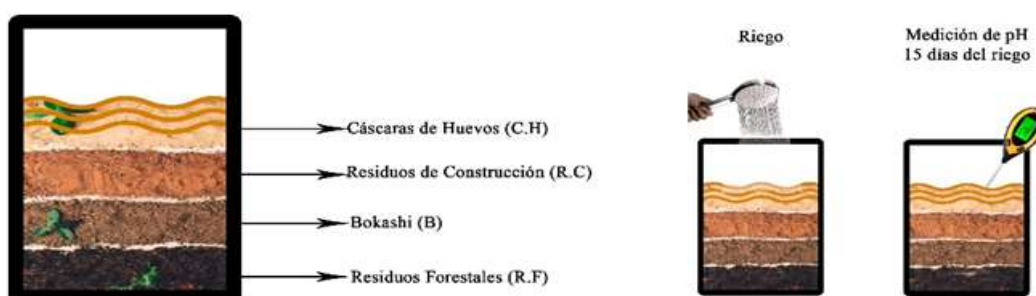 Cáscaras de Huevos (C.H)
Residuos de Construcción (R.C)
Bokashi (B)
Residuos Forestales (R.F)
Riego
Medición de pH
15 días del riego